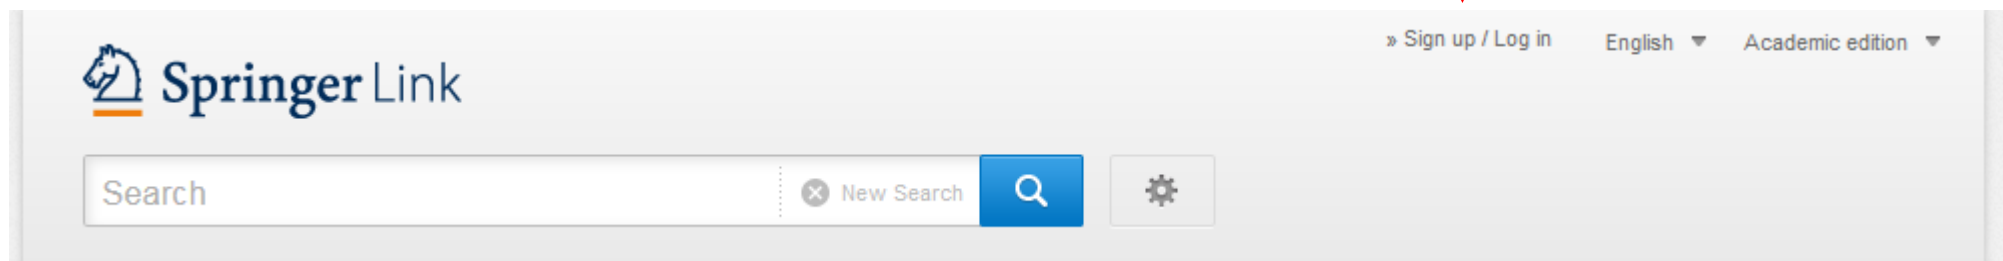 » Sign up / Log in English Academic edition
Springer Link
Search New Search